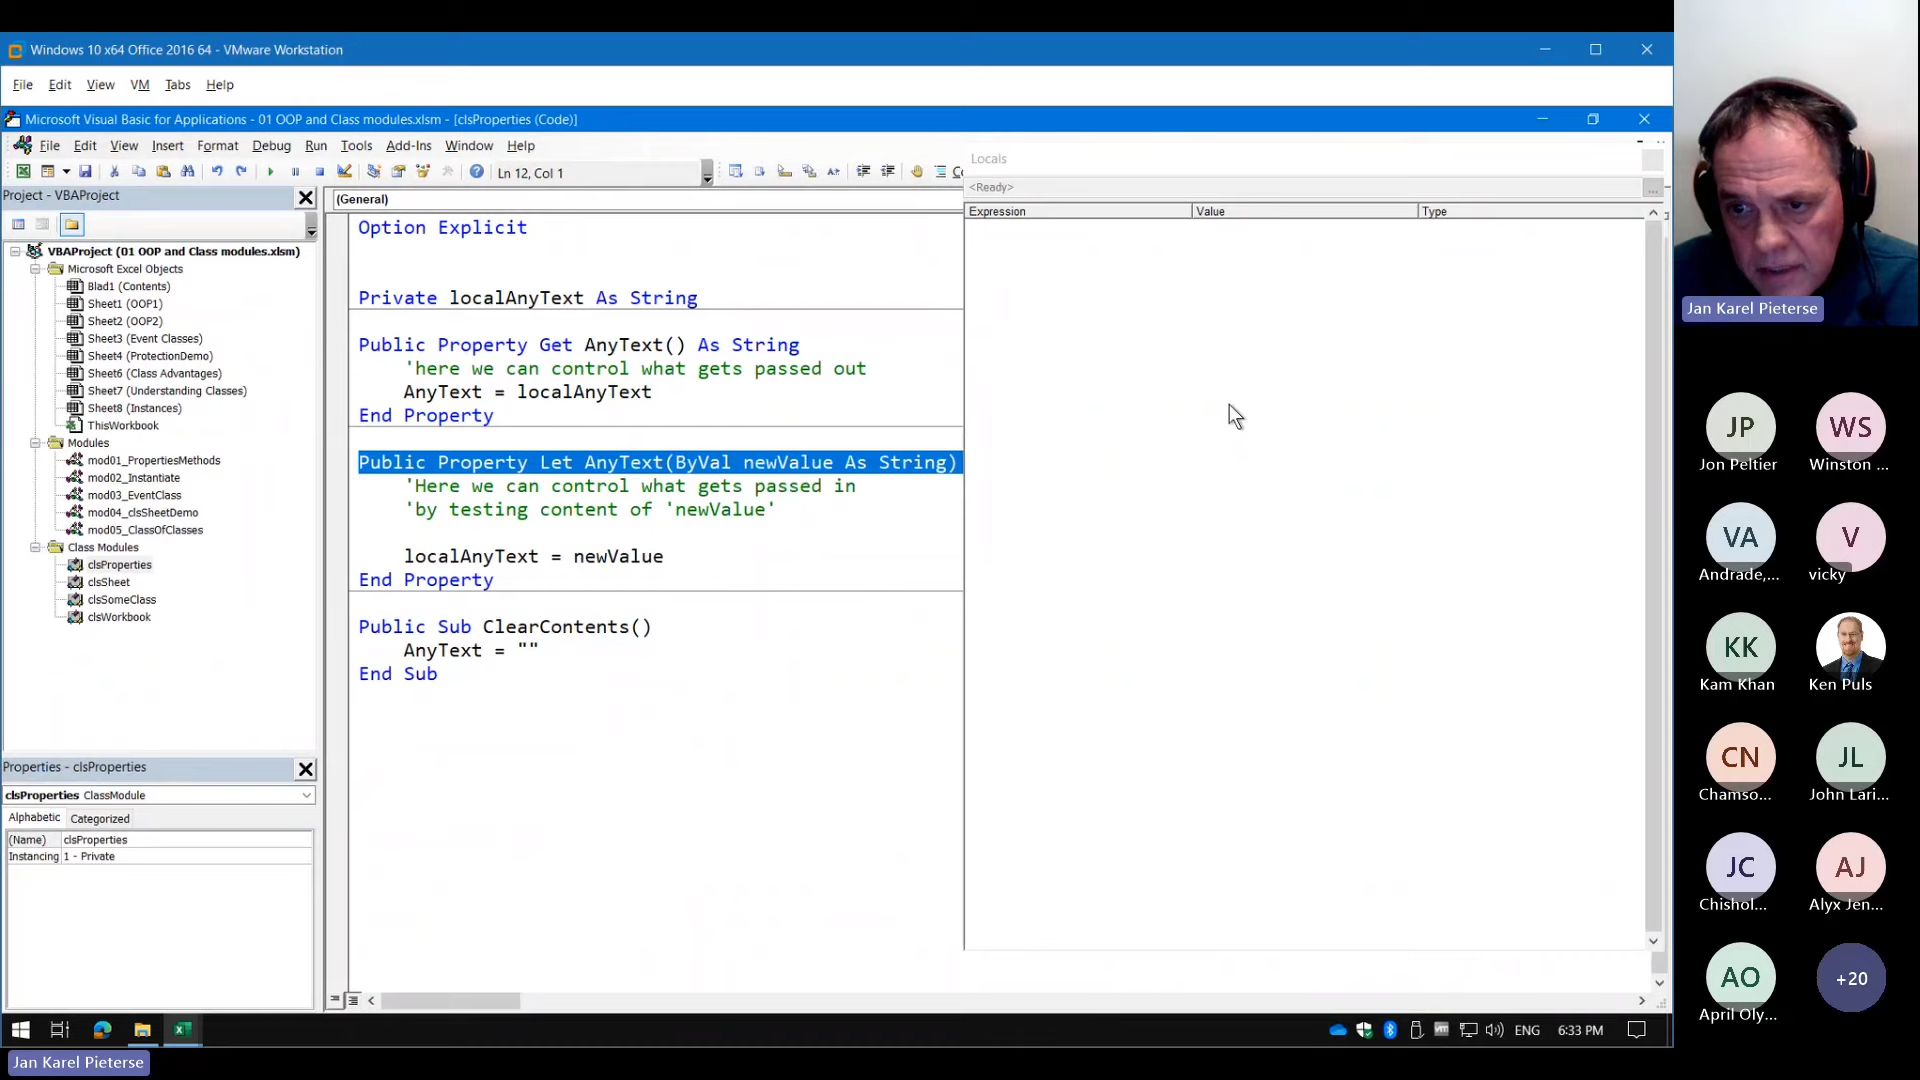 Windows 10 x64 Office 2016 64 - VMware Workstation
File Edit View VM Tabs Help
Microsoft Visual Basic for Applications - 01 OOP and Class modules.xlsm - [clsProperties (Code)]
File Edit View Insert Format Debug Run Tools Add-Ins Window Help
Ln 12, Col 1
Project - VBAProject
VBAProject (01 OOP and Class modules.xlsm)
Microsoft Excel Objects
Blad1 (Contents)
Sheet1 (OOP1)
Sheet2 (OOP2)
Sheet3 (Event Classes)
Sheet4 (ProtectionDemo)
Sheet6 (Class Advantages)
Sheet7 (Understanding Classes)
Sheet8 (Instances)
ThisWorkbook
Modules
mod01_PropertiesMethods
mod02_Instantiate
mod03_EventClass
mod04_clsSheetDemo
mod05_ClassOfClasses
Class Modules
clsProperties
clsSheet
clsSomeClass
clsWorkbook
Properties - clsProperties
clsProperties ClassModule
Alphabetic Categorized
(Name) clsProperties
Instancing 1 - Private
(General)
Option Explicit
Private localAnyText As String
Public Property Get AnyText() As String
'here we can control what gets passed out
AnyText = localAnyText
End Property
Public Property Let AnyText(ByVal newValue As String)
'Here we can control what gets passed in
'by testing content of 'newValue'
localAnyText = newValue
End Property
Public Sub ClearContents()
AnyText = ""
End Sub
Locals
<Ready>
...
Expression Value Type
ENG 6:33 PM
Jan Karel Pieterse
Jan Karel Pieterse
JP WS
Jon Peltier Winston ...
VA V
Andrade,... vicky
KK
Kam Khan Ken Puls
CN JL
Chamso... John Lari...
JC AJ
Chishol... Alyx Jen...
AO +20
April Oly...